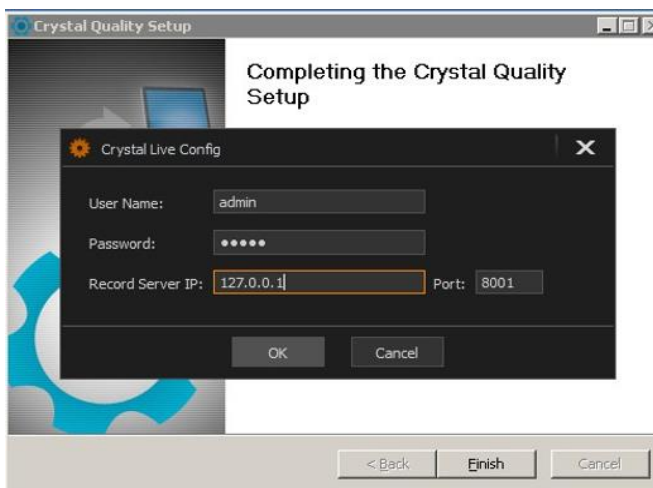 Crystal Quality Setup
Completing the Crystal Quality
Setup
Crystal Live Config
User Name: admin
Password: •••••
Record Server IP: 127.0.0.1 Port: 8001
OK Cancel
< Back Finish Cancel